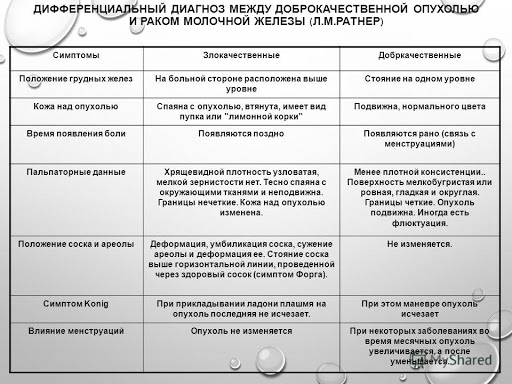 ДИФФЕРЕНЦИАЛЬНЫЙ ДИАГНОЗ МЕЖДУ ДОБРОКАЧЕСТВЕННОЙ ОПУХОЛЬЮ
И РАКОМ МОЛОЧНОЙ ЖЕЛЕЗЫ (Л.М.РАТНЕР)
Симптомы
Злокачественные
Добркачественные
Положение грудных желез
На больной стороне расположена выше
уровне
Стояние на одном уровне
Кожа над опухолью
Спаяна с опухолью, втянута, имеет вид
пупка или "лимонной корки"
Подвижна, нормального цвета
Время появления боли
Появляются поздно
Появляются рано (связь с
менструациями)
Пальпаторные данные
Хрящевидной плотность узловатая,
мелкой зернистости нет. Тесно спаяна с
окружающими тканями и неподвижна.
Границы нечеткие. Кожа над опухолью
изменена.
Менее плотной консистенции..
Поверхность мелкобугристая или
ровная, гладкая и округлая.
Границы четкие. Опухоль
подвижна. Иногда есть
флюктуация.
Положение соска и ареолы
Деформация, умбиликация соска, сужение
ареолы и деформация ее. Стояние соска
выше горизонтальной линии, проведенной
через здоровый сосок (симптом Форга).
Не изменяется.
Симптом Konig
При прикладывании ладони плашмя на
опухоль последняя не исчезает.
При этом маневре опухоль
исчезает
Влияние менструаций
Опухоль не изменяется
При некоторых заболеваниях во
время месячных опухоль
увеличивается, а после
уменьшается.
MyShared